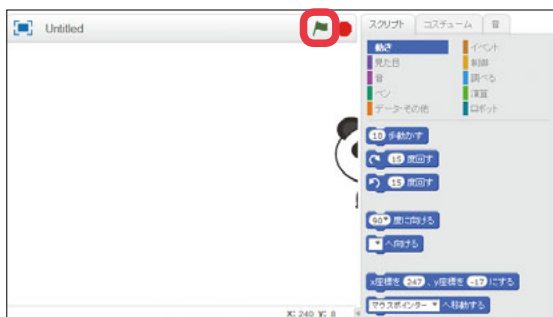 Untitled
スクリプト コスチューム 音
動き イベント
見た目 制御
音 調べる
ペン 演算
データ・その他 ロボット
10 歩動かす
15 度回す
15 度回す
90 度に向ける
へ向ける
x座標を 247 、y座標を -17 にする
マウスポインター へ移動する
X: 240 Y: 8